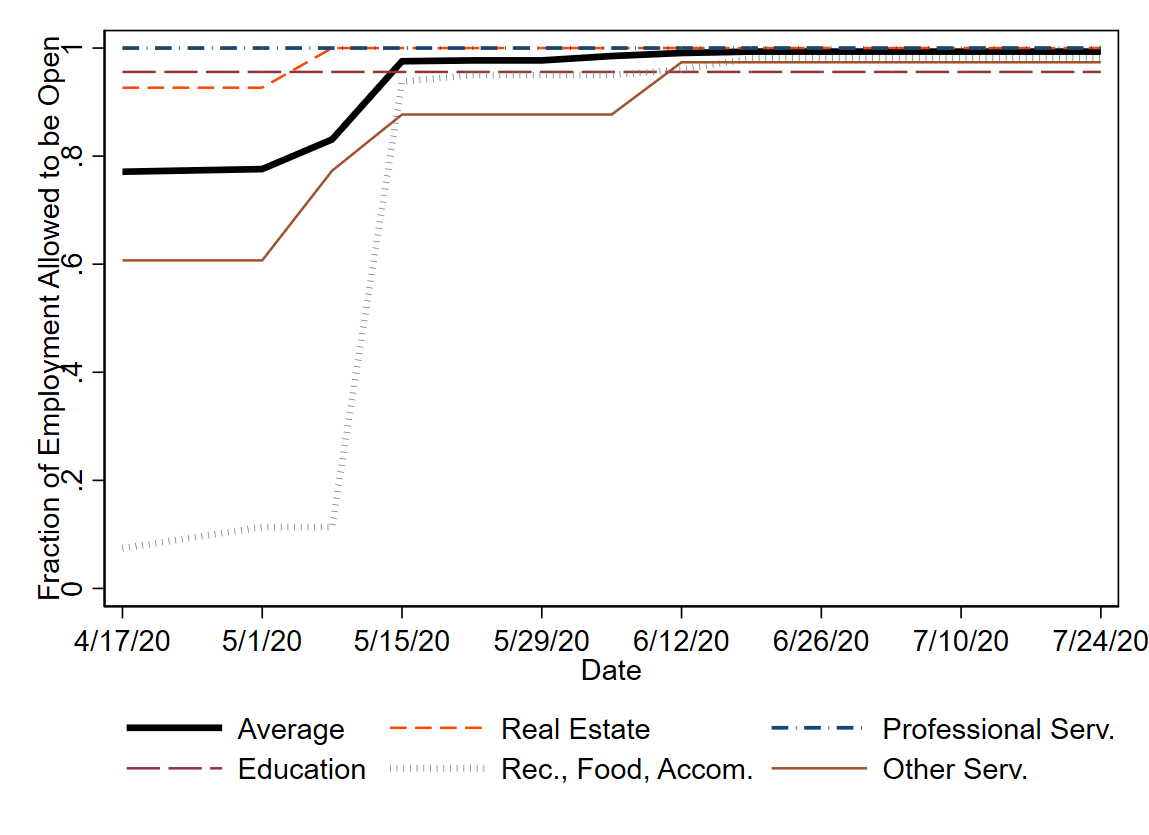 Fraction of Employment Allowed to be Open
1
.8
.6
.4
.2
0
4/17/20 5/1/20 5/15/20 5/29/20 6/12/20 6/26/20 7/10/20 7/24/20
Date
Average Real Estate Professional Serv.
Education Rec., Food, Accom. Other Serv.